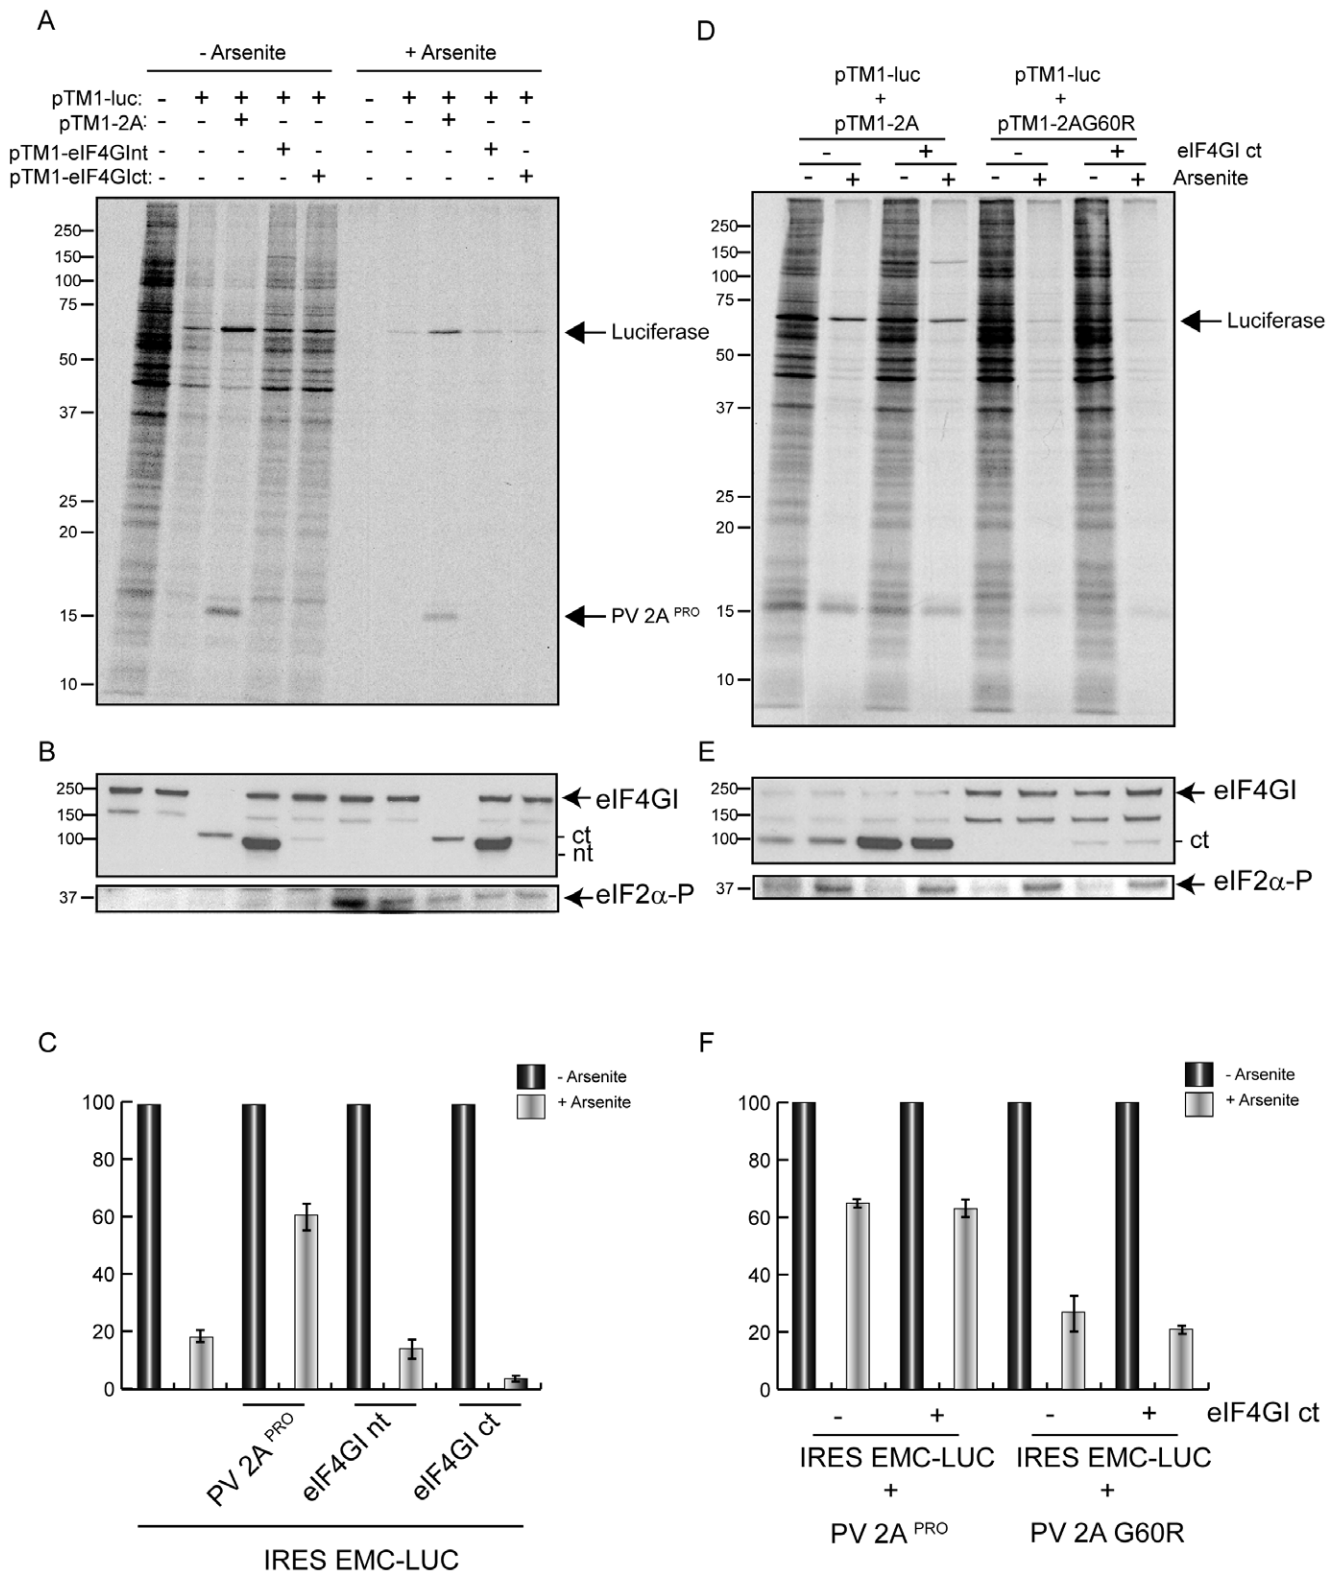 A
- Arsenite + Arsenite
pTM1-luc: - + + + + - + + + +
pTM1-2A: - - + - - - - + - -
pTM1-eIF4GInt - - - + - - - - + -
pTM1-eIF4GIct: - - - - + - - - - +
250
150
100
75
50
37
25
20
15
10
Luciferase
PV 2A PRO
B
250
150
100
eIF4GI
ct
nt
37
eIF2α-P
C
- Arsenite
+ Arsenite
100
80
60
40
20
0
PV 2A PRO
eIF4GI nt
eIF4GI ct
IRES EMC-LUC
D
pTM1-luc pTM1-luc
+ +
pTM1-2A pTM1-2AG60R
- + - + eIF4GI ct
- + - + - + - + Arsenite
250
150
100
75
50
37
25
20
15
10
Luciferase
E
250
150
100
eIF4GI
ct
37
eIF2α-P
F
- Arsenite
+ Arsenite
100
80
60
40
20
0
- + - + eIF4GI ct
IRES EMC-LUC IRES EMC-LUC
+ +
PV 2A PRO PV 2A G60R